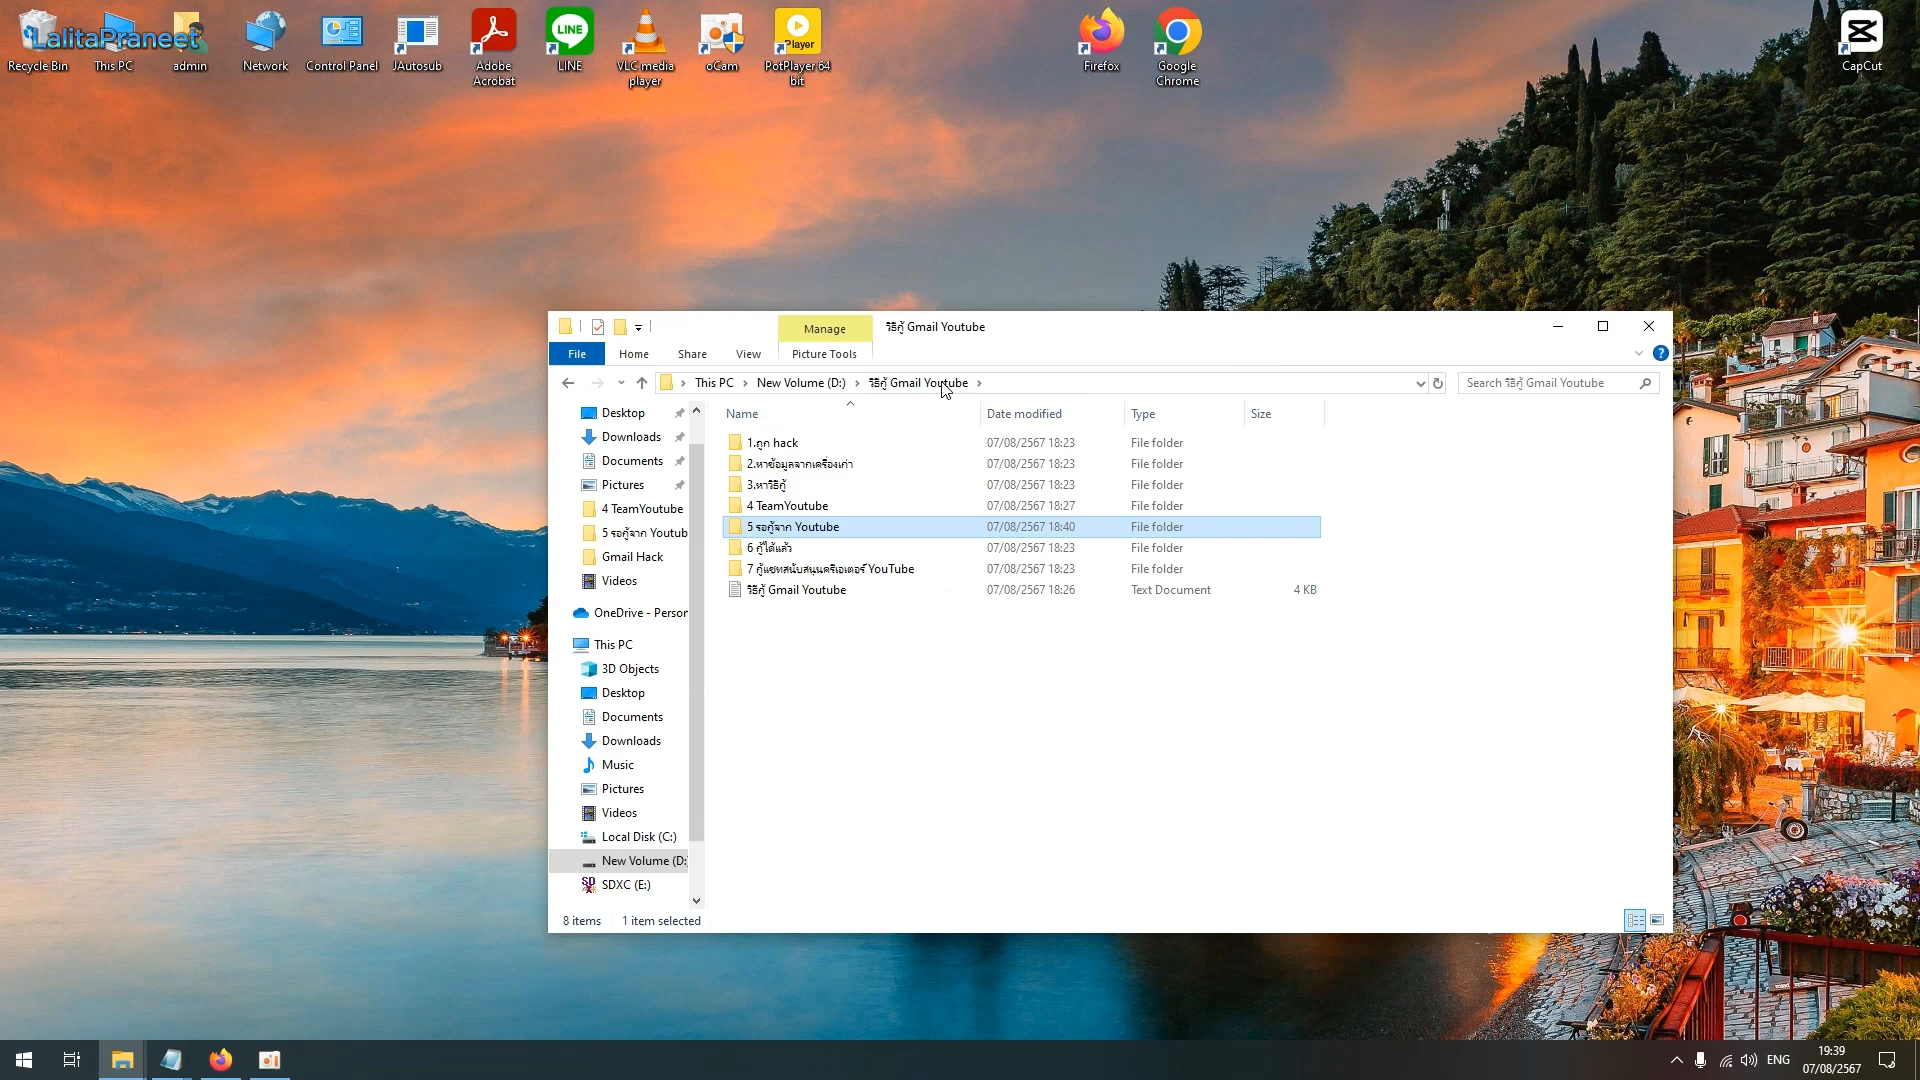 LalitaPraneet
Recycle Bin
This PC
admin
Network
Control Panel
JAutosub
Adobe
Acrobat
LINE
LINE
VLC media
player
oCam
Player
PotPlayer 64
bit
Firefox
Google
Chrome
CapCut
Manage
วิธีกู้ Gmail Youtube
File
Home
Share
View
Picture Tools
This PC
New Volume (D:)
วิธีกู้ Gmail Youtube
Search วิธีกู้ Gmail Youtube
Name
Date modified
Type
Size
1.ถูก hack 07/08/2567 18:23 File folder
2.หาข้อมูลจากเครื่องเก่า 07/08/2567 18:23 File folder
3.หาวิธีกู้ 07/08/2567 18:23 File folder
4 TeamYoutube 07/08/2567 18:27 File folder
5 รอกู้จาก Youtube 07/08/2567 18:40 File folder
6 กู้ได้แล้ว 07/08/2567 18:23 File folder
7 กู้แชทสนับสนุนครีเอเตอร์ YouTube 07/08/2567 18:23 File folder
วิธีกู้ Gmail Youtube 07/08/2567 18:26 Text Document 4 KB
Desktop
Downloads
Documents
Pictures
4 TeamYoutube
5 รอกู้จาก Youtub
Gmail Hack
Videos
OneDrive - Person
This PC
3D Objects
Desktop
Documents
Downloads
Music
Pictures
Videos
Local Disk (C:)
New Volume (D:)
SDXC (E:)
8 items
1 item selected
ENG
19:39
07/08/2567